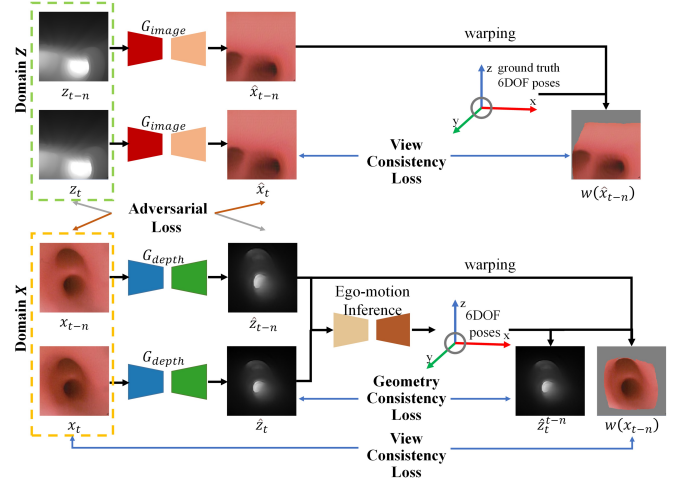 Domain Z
z_{t−n}
G_{image}
x̂_{t−n}
warping
z
ground truth
6DOF poses
x
y
z_t
G_{image}
x̂_t
View
Consistency
Loss
w(x̂_{t−n})
Adversarial
Loss
Domain X
x_{t−n}
G_{depth}
ẑ_{t−n}
warping
Ego-motion
Inference
z
6DOF
poses
x
y
x_t
G_{depth}
ẑ_t
Geometry
Consistency
Loss
ẑ_t^{t−n}
w(x_{t−n})
View
Consistency
Loss